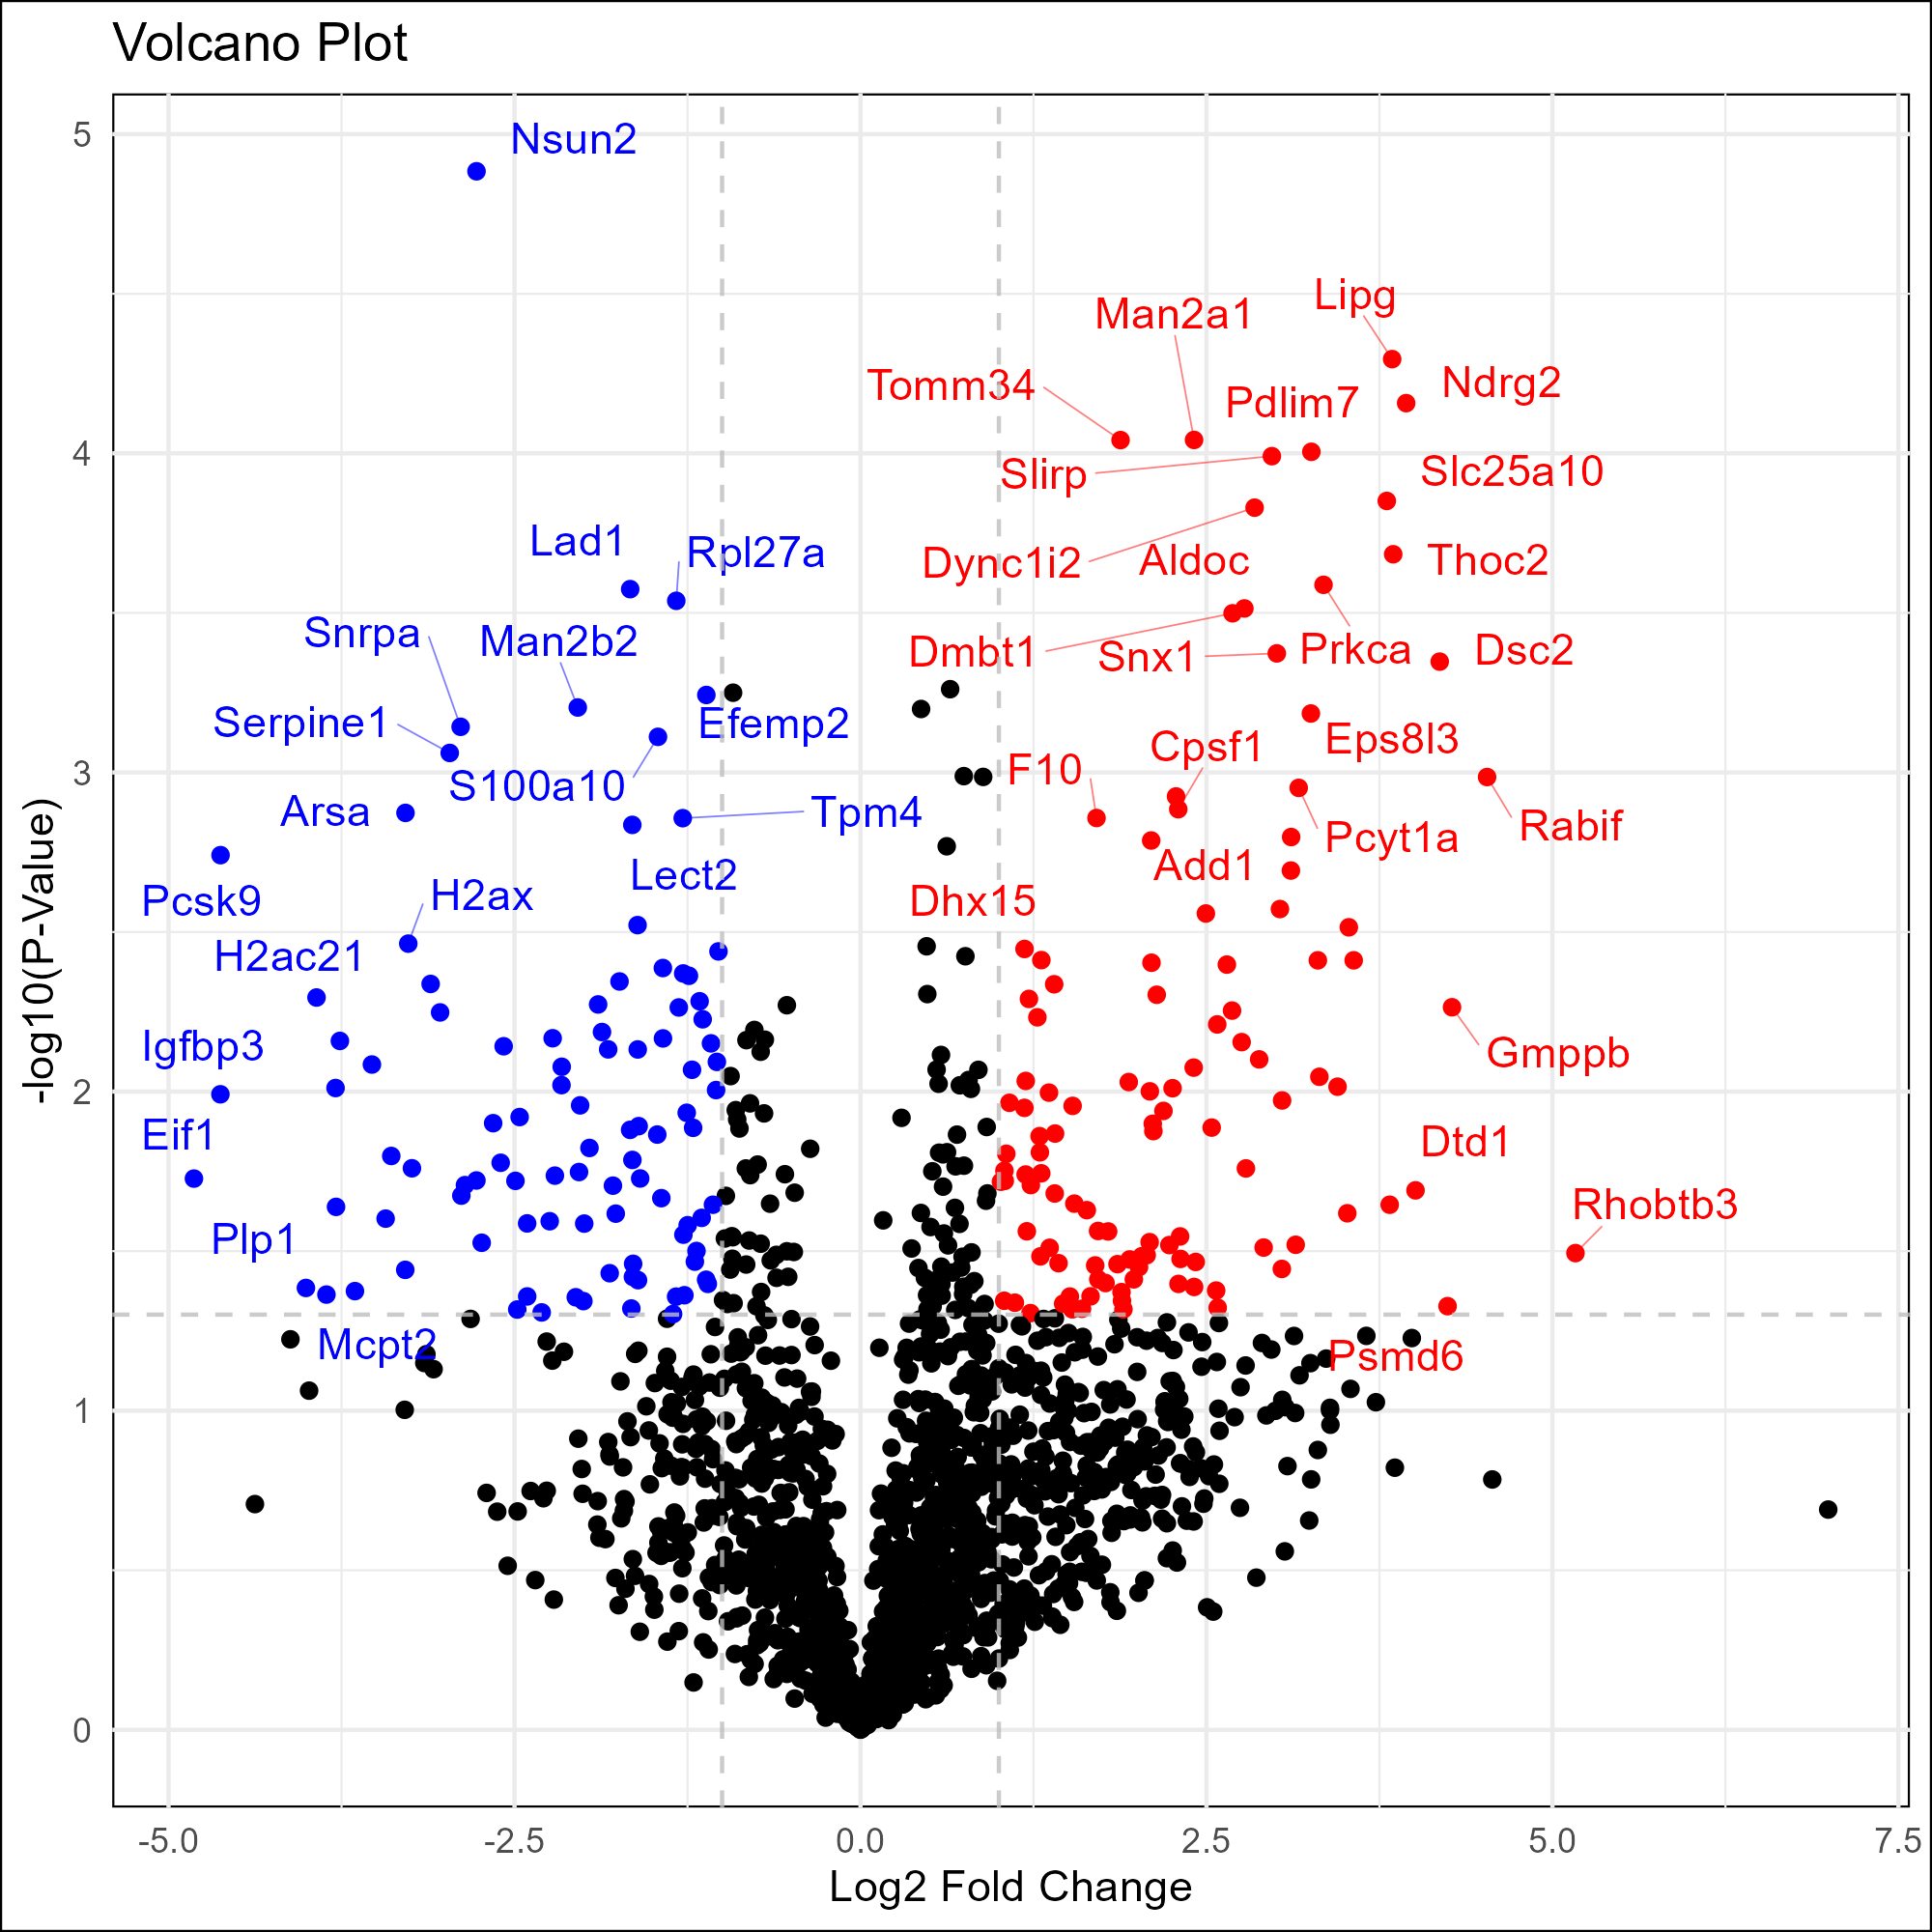 Volcano Plot
5
Nsun2
Lipg
Man2a1
Tomm34
Ndrg2
Pdlim7
4
Slirp
Slc25a10
Lad1
Rpl27a
Dync1i2
Aldoc
Thoc2
Snrpa
Man2b2
Dmbt1
Snx1
Prkca
Dsc2
Serpine1
Efemp2
Eps8l3
Cpsf1
3
F10
S100a10
Arsa
Tpm4
Rabif
Pcyt1a
Add1
Lect2
Pcsk9
H2ax
Dhx15
H2ac21
-log10(P-Value)
Igfbp3
Gmppb
2
Eif1
Dtd1
Rhobtb3
Plp1
Mcpt2
Psmd6
1
0
-5.0 -2.5 0.0 2.5 5.0 7.5
Log2 Fold Change